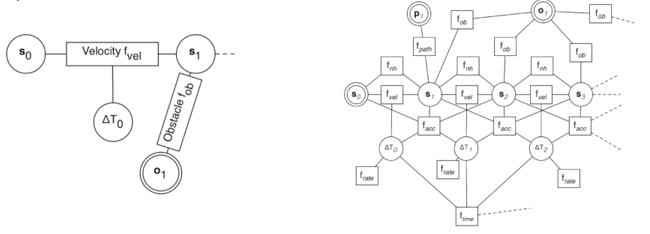 s0
Velocity fvel
s1
ΔT0
Obstacle fob
o1
p1
fob
o1
fob
fpath
fob
fob
fnh
fnh
fnh
s0
fvel
s1
fvel
s2
fvel
s3
facc
facc
facc
ΔT0
ΔT1
ΔT2
frate
frate
frate
ftime